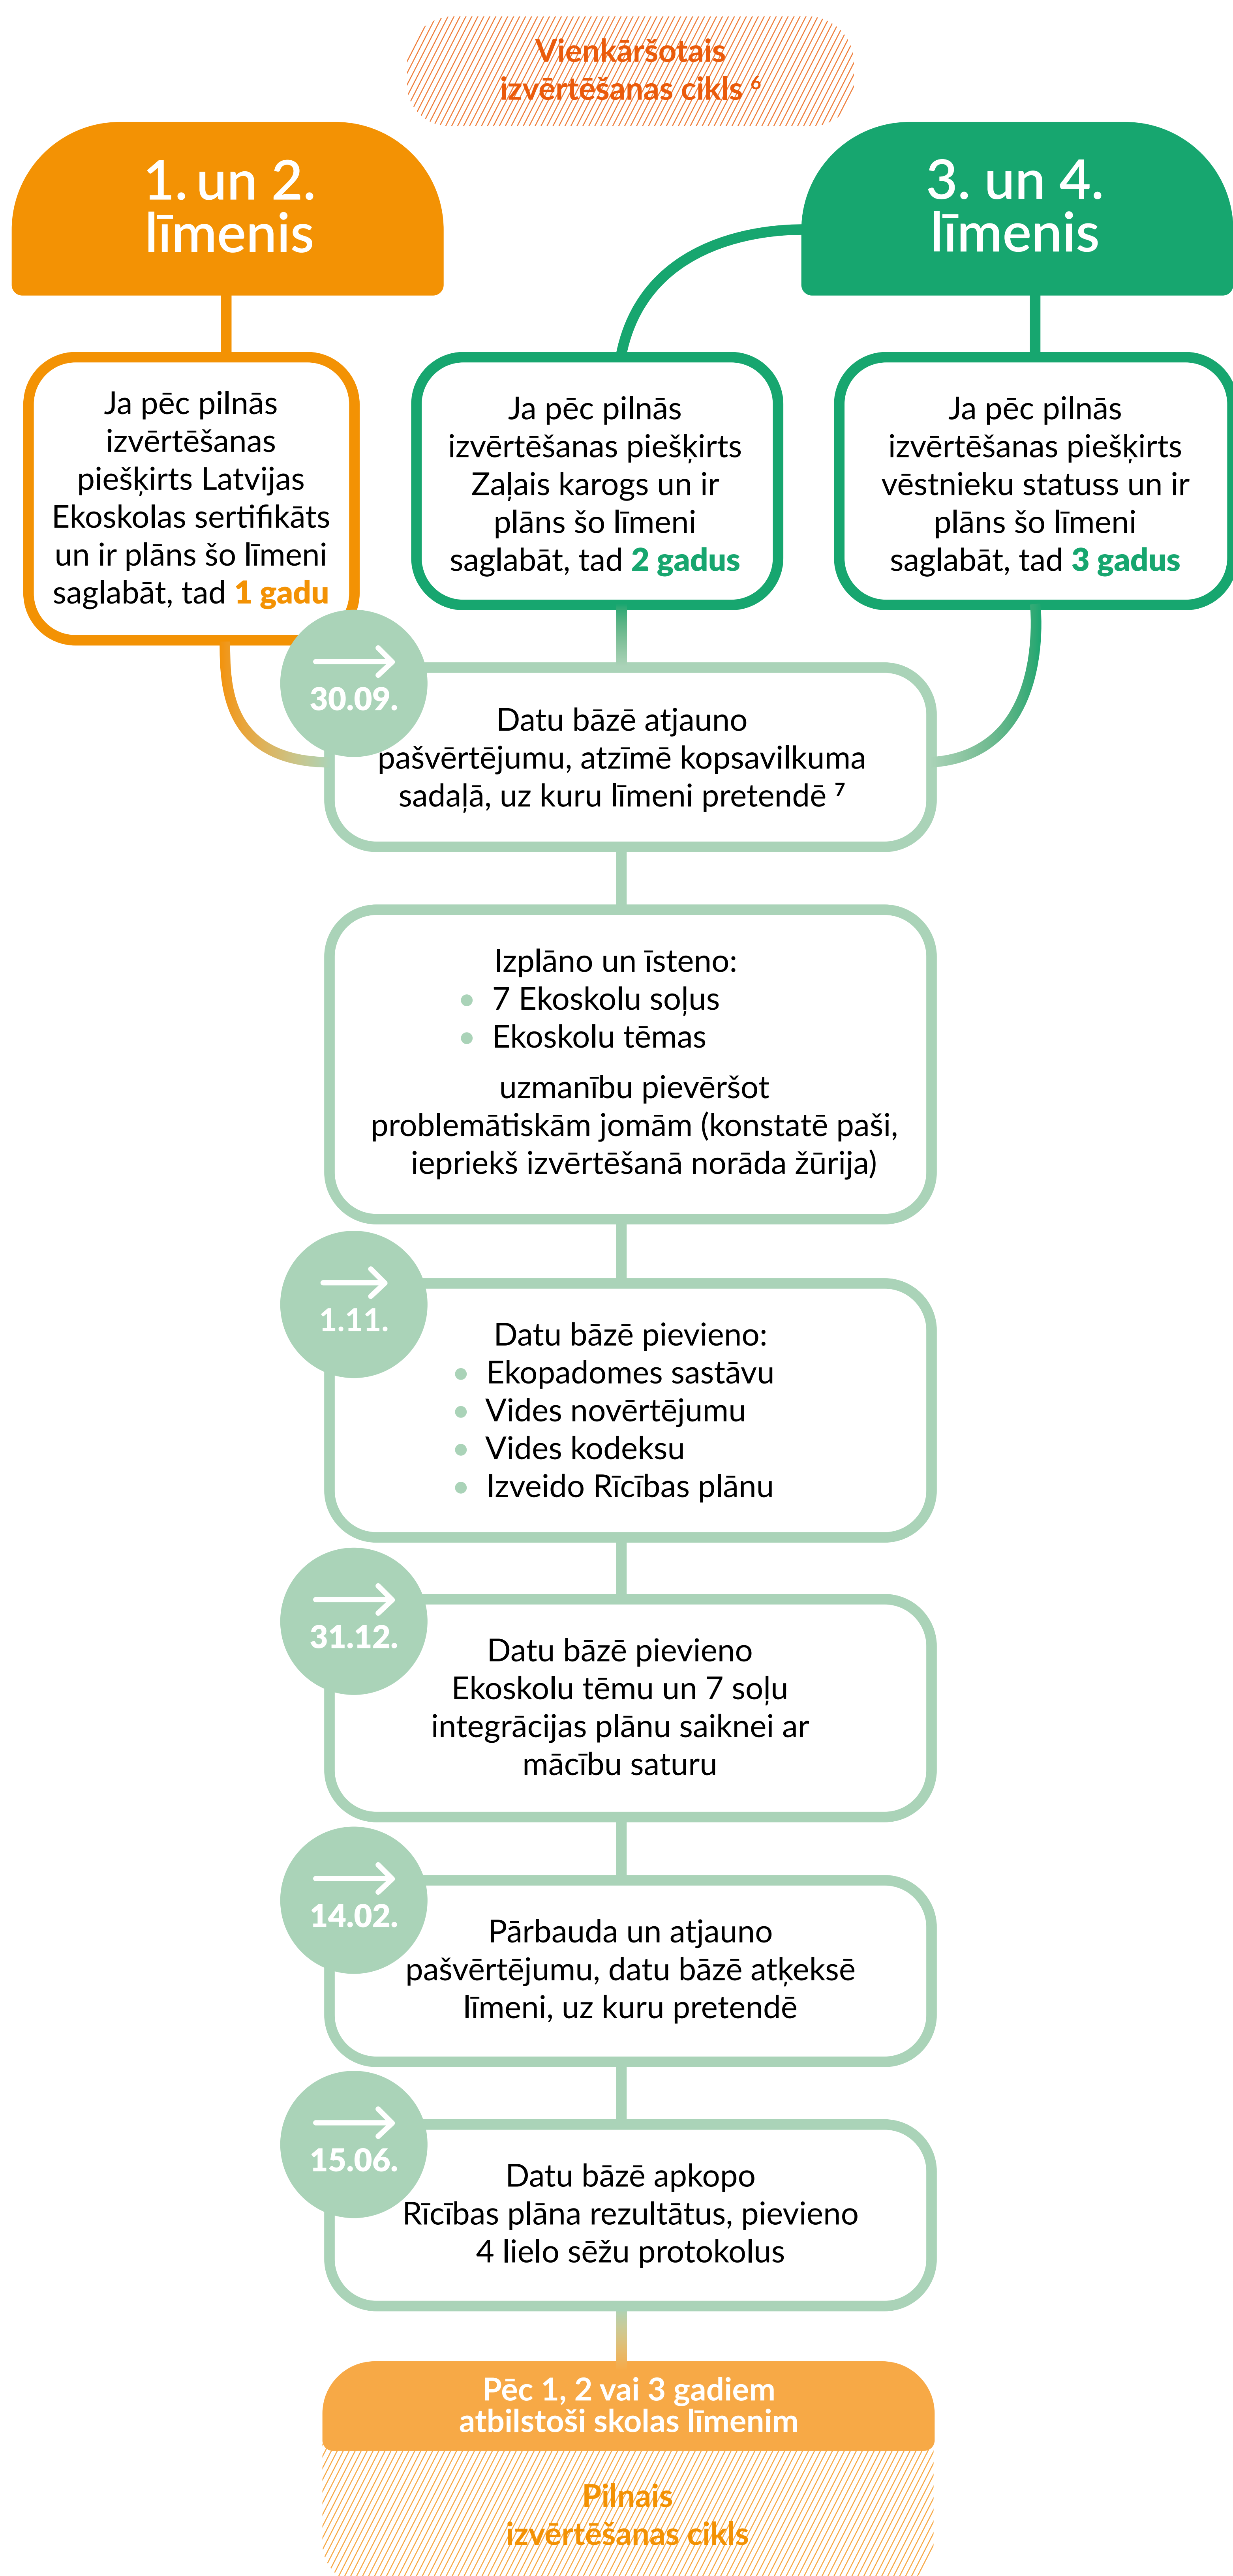 Vienkāršotais
izvērtēšanas cikls ⁶
1. un 2.
līmenis
3. un 4.
līmenis
Ja pēc pilnās
izvērtēšanas
piešķirts Latvijas
Ekoskolas sertifikāts
un ir plāns šo līmeni
saglabāt, tad 1 gadu
Ja pēc pilnās
izvērtēšanas piešķirts
Zaļais karogs un ir
plāns šo līmeni
saglabāt, tad 2 gadus
Ja pēc pilnās
izvērtēšanas piešķirts
vēstnieku statuss un ir
plāns šo līmeni
saglabāt, tad 3 gadus
30.09.
Datu bāzē atjauno
pašvērtējumu, atzīmē kopsavilkuma
sadaļā, uz kuru līmeni pretendē ⁷
Izplāno un īsteno:
• 7 Ekoskolu soļus
• Ekoskolu tēmas
uzmanību pievēršot
problemātiskām jomām (konstatē paši,
iepriekš izvērtēšanā norāda žūrija)
1.11.
Datu bāzē pievieno:
• Ekopadomes sastāvu
• Vides novērtējumu
• Vides kodeksu
• Izveido Rīcības plānu
31.12.
Datu bāzē pievieno
Ekoskolu tēmu un 7 soļu
integrācijas plānu saiknei ar
mācību saturu
14.02.
Pārbauda un atjauno
pašvērtējumu, datu bāzē atķeksē
līmeni, uz kuru pretendē
15.06.
Datu bāzē apkopo
Rīcības plāna rezultātus, pievieno
4 lielo sēžu protokolus
Pēc 1, 2 vai 3 gadiem
atbilstoši skolas līmenim
Pilnais
izvērtēšanas cikls